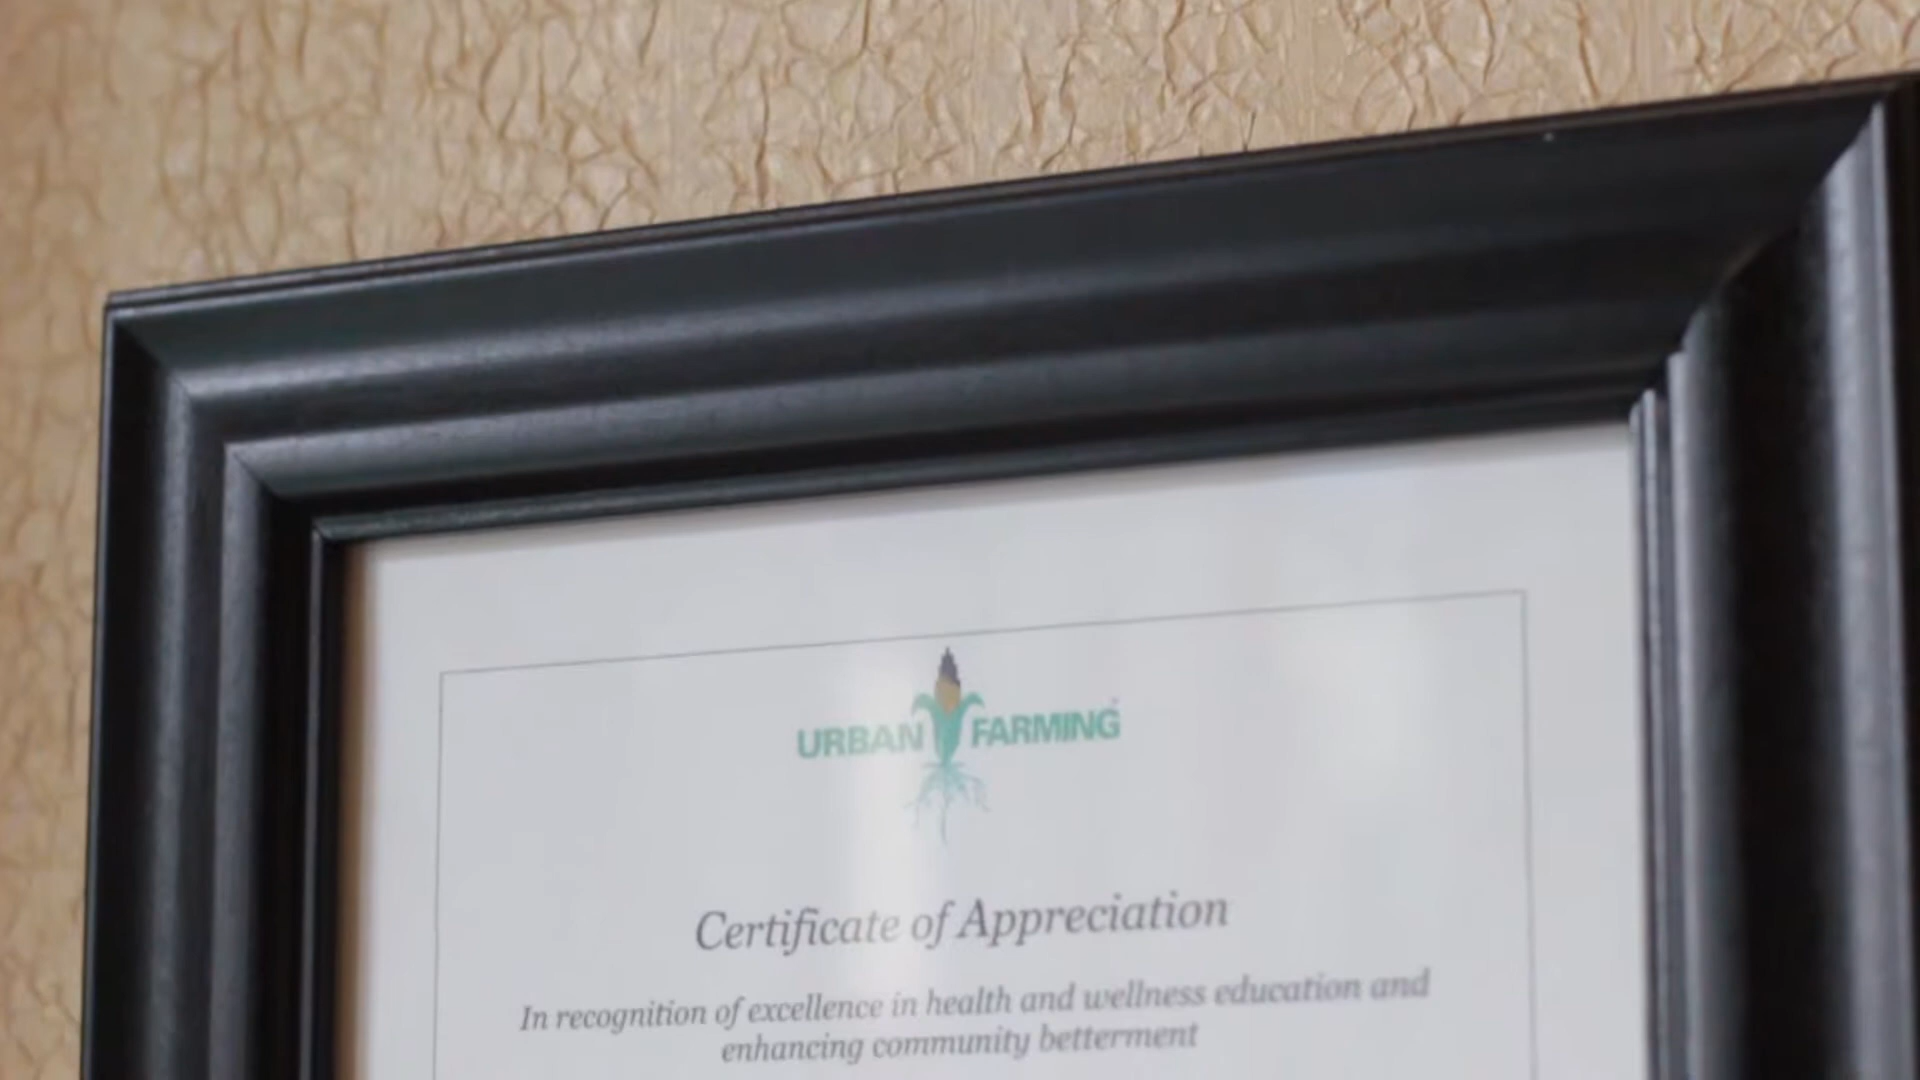 URBAN FARMING
Certificate of Appreciation
In recognition of excellence in health and wellness education and
enhancing community betterment